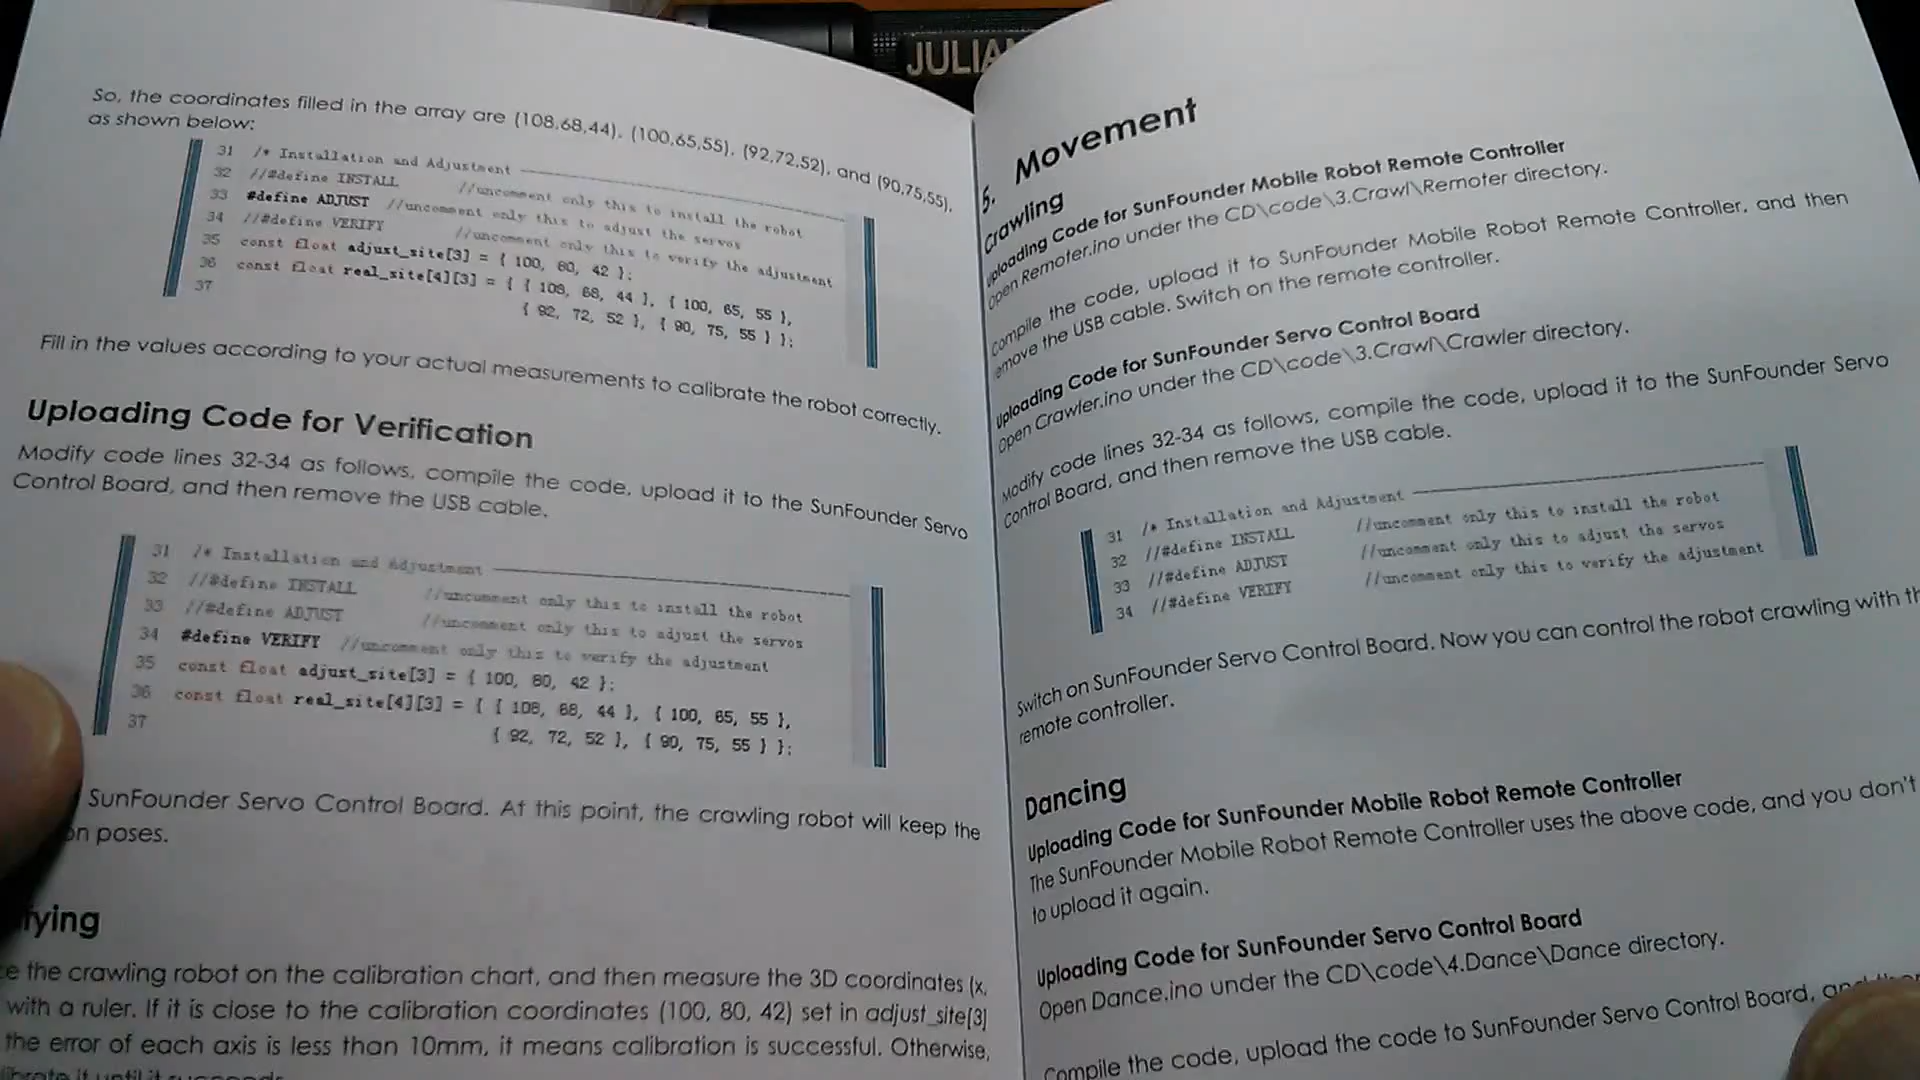 JULIA
So, the coordinates filled in the array are (108,68,44), (100,65,55), (92,72,52), and (90,75,55),
as shown below:
31 /* Installation and Adjustment
32 //#define INSTALL //uncomment only this to install the robot
33 #define ADJUST //uncomment only this to adjust the servos
34 //#define VERIFY //uncomment only this to verify the adjustment
35 const float adjust_site[3] = { 100, 80, 42 };
36 const float real_site[4][3] = { { 108, 68, 44 }, { 100, 65, 55 },
37 { 92, 72, 52 }, { 90, 75, 55 } };
Fill in the values according to your actual measurements to calibrate the robot correctly.
Uploading Code for Verification
Modify code lines 32-34 as follows, compile the code, upload it to the SunFounder Servo
Control Board, and then remove the USB cable.
31 /* Installation and Adjustment
32 //#define INSTALL //uncomment only this to install the robot
33 //#define ADJUST //uncomment only this to adjust the servos
34 #define VERIFY //uncomment only this to verify the adjustment
35 const float adjust_site[3] = { 100, 80, 42 };
36 const float real_site[4][3] = { { 108, 68, 44 }, { 100, 65, 55 },
37 { 92, 72, 52 }, { 90, 75, 55 } };
SunFounder Servo Control Board. At this point, the crawling robot will keep the
on poses.
fying
e the crawling robot on the calibration chart, and then measure the 3D coordinates (x,
with a ruler. If it is close to the calibration coordinates (100, 80, 42) set in adjust_site[3]
the error of each axis is less than 10mm, it means calibration is successful. Otherwise,
librate it until it succeeds
5. Movement
Crawling
Uploading Code for SunFounder Mobile Robot Remote Controller
Open Remoter.ino under the CD\code\3.Crawl\Remoter directory.
Compile the code, upload it to SunFounder Mobile Robot Remote Controller, and then
remove the USB cable. Switch on the remote controller.
Uploading Code for SunFounder Servo Control Board
Open Crawler.ino under the CD\code\3.Crawl\Crawler directory.
Modify code lines 32-34 as follows, compile the code, upload it to the SunFounder Servo
Control Board, and then remove the USB cable.
31 /* Installation and Adjustment
32 //#define INSTALL //uncomment only this to install the robot
33 //#define ADJUST //uncomment only this to adjust the servos
34 //#define VERIFY //uncomment only this to verify the adjustment
Switch on SunFounder Servo Control Board. Now you can control the robot crawling with th
remote controller.
Dancing
Uploading Code for SunFounder Mobile Robot Remote Controller
The SunFounder Mobile Robot Remote Controller uses the above code, and you don't
to upload it again.
Uploading Code for SunFounder Servo Control Board
Open Dance.ino under the CD\code\4.Dance\Dance directory.
Compile the code, upload the code to SunFounder Servo Control Board, and then